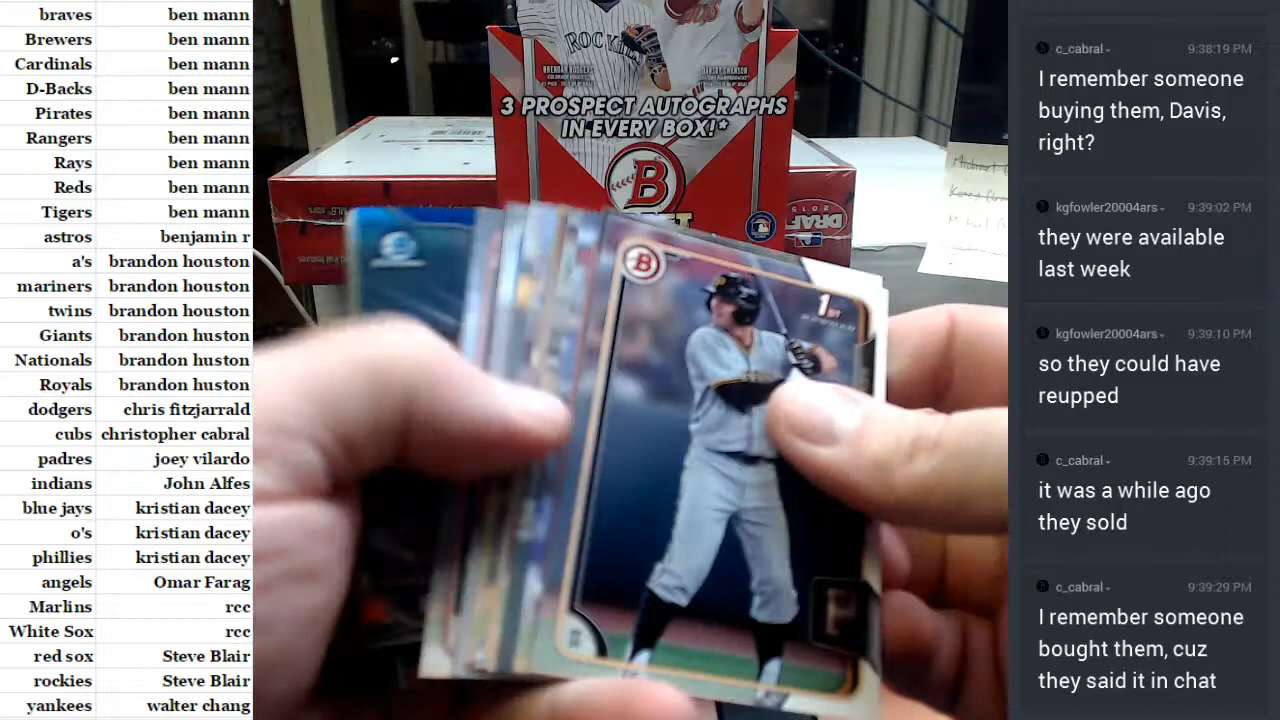 braves ben mann
Brewers ben mann
Cardinals ben mann
D-Backs ben mann
Pirates ben mann
Rangers ben mann
Rays ben mann
Reds ben mann
Tigers ben mann
astros benjamin r
a's brandon houston
mariners brandon houston
twins brandon houston
Giants brandon huston
Nationals brandon huston
Royals brandon huston
dodgers chris fitzjarrald
cubs christopher cabral
padres joey vilardo
indians John Alfes
blue jays kristian dacey
o's kristian dacey
phillies kristian dacey
angels Omar Farag
Marlins rcc
White Sox rcc
red sox Steve Blair
rockies Steve Blair
yankees walter chang
3 PROSPECT AUTOGRAPHS
IN EVERY BOX!*
B
DRAFT
2015
B
1ST
BOWMAN
P
c_cabral 9:38:19 PM
I remember someone
buying them, Davis,
right?
kgfowler20004ars 9:39:02 PM
they were available
last week
kgfowler20004ars 9:39:10 PM
so they could have
reupped
c_cabral 9:39:15 PM
it was a while ago
they sold
c_cabral 9:39:29 PM
I remember someone
bought them, cuz
they said it in chat